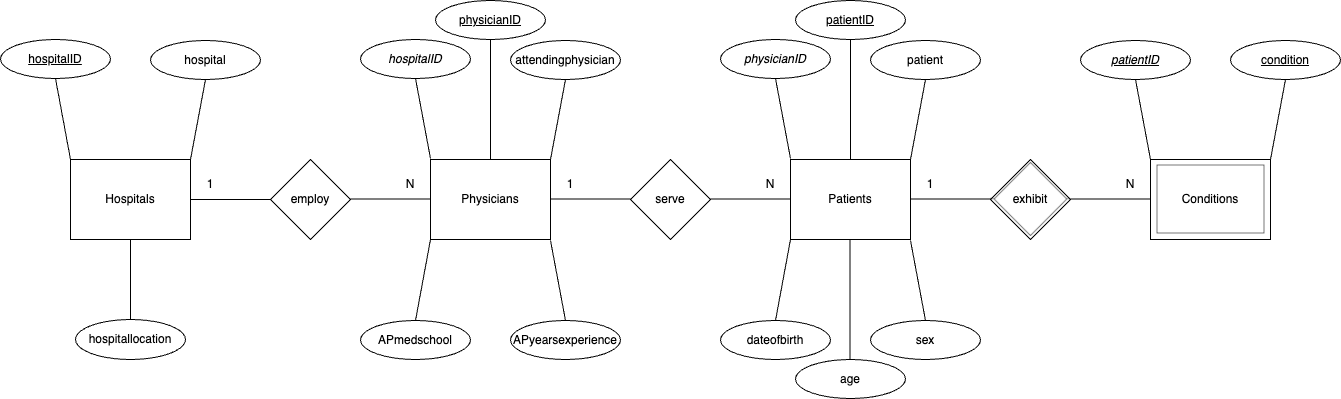 physicianID
patientID
hospitalID
hospital
hospitalID
attendingphysician
physicianID
patient
patientID
condition
Hospitals
1
employ
N
Physicians
1
serve
N
Patients
1
exhibit
N
Conditions
hospitallocation
APmedschool
APyearsexperience
dateofbirth
sex
age